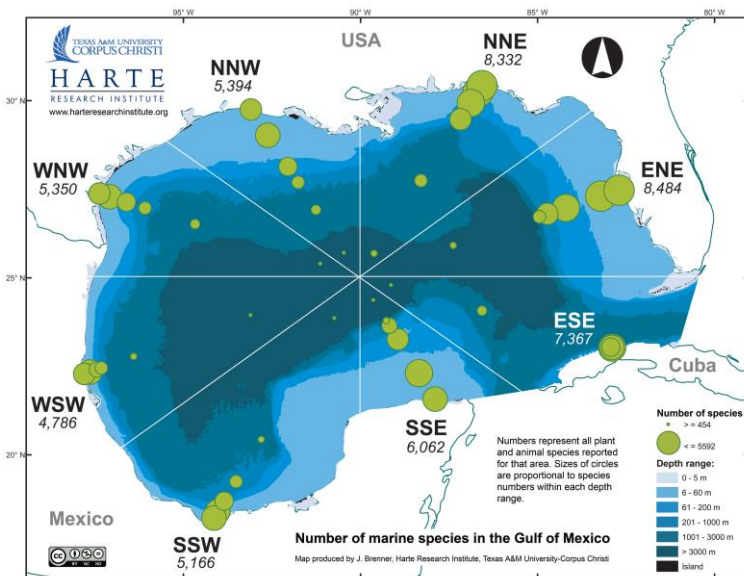 95° W
90° W
85° W
80° W
TEXAS A&M UNIVERSITY
CORPUS CHRISTI
HARTE
RESEARCH INSTITUTE
www.harteresearchinstitute.org
USA
NNW
5,394
NNE
8,332
30° N
WNW
5,350
ENE
8,484
25° N
ESE
7,367
Cuba
WSW
4,786
SSE
6,062
20° N
Mexico
SSW
5,166
Numbers represent all plant
and animal species reported
for that area. Sizes of circles
are proportional to species
numbers within each depth
range.
Number of species
> = 454
< = 5592
Depth range:
0 - 5 m
6 - 60 m
61 - 200 m
201 - 1000 m
1001 - 3000 m
> 3000 m
Island
Number of marine species in the Gulf of Mexico
Map produced by J. Brenner, Harte Research Institute, Texas A&M University-Corpus Christi
cc
BY NC ND